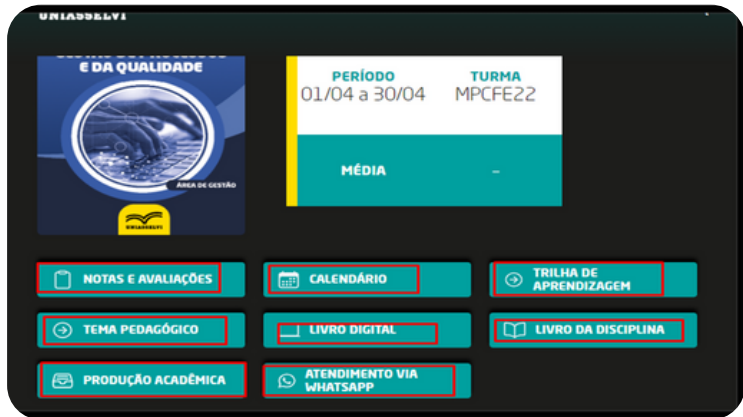 UNIASSELVI
E DA QUALIDADE
ÁREA DE GESTÃO
UNIASSELVI
PERÍODO
01/04 a 30/04
TURMA
MPCFE22
MÉDIA
–
NOTAS E AVALIAÇÕES
CALENDÁRIO
TRILHA DE
APRENDIZAGEM
TEMA PEDAGÓGICO
LIVRO DIGITAL
LIVRO DA DISCIPLINA
PRODUÇÃO ACADÊMICA
ATENDIMENTO VIA
WHATSAPP